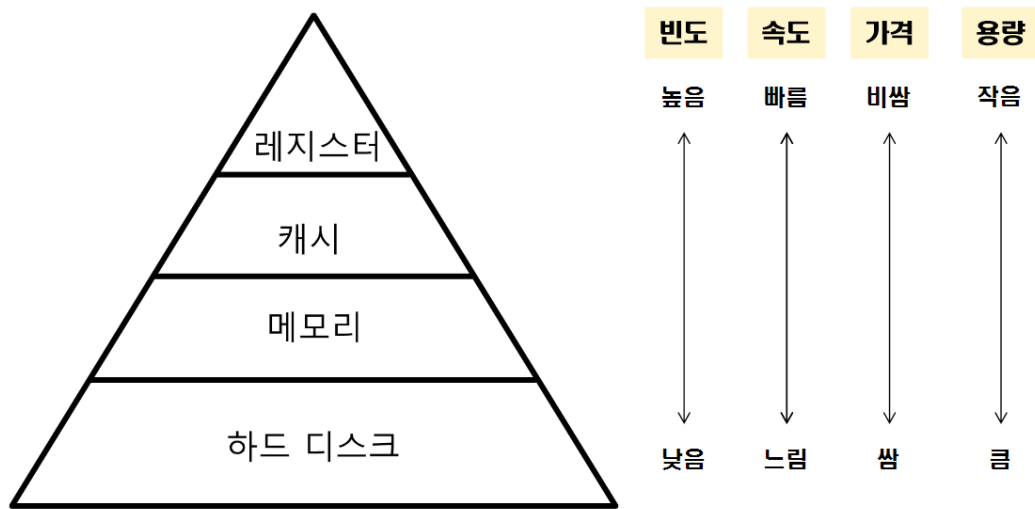 빈도 속도 가격 용량
높음 빠름 비쌈 작음
레지스터
캐시
메모리
하드 디스크
낮음 느림 쌈 큼